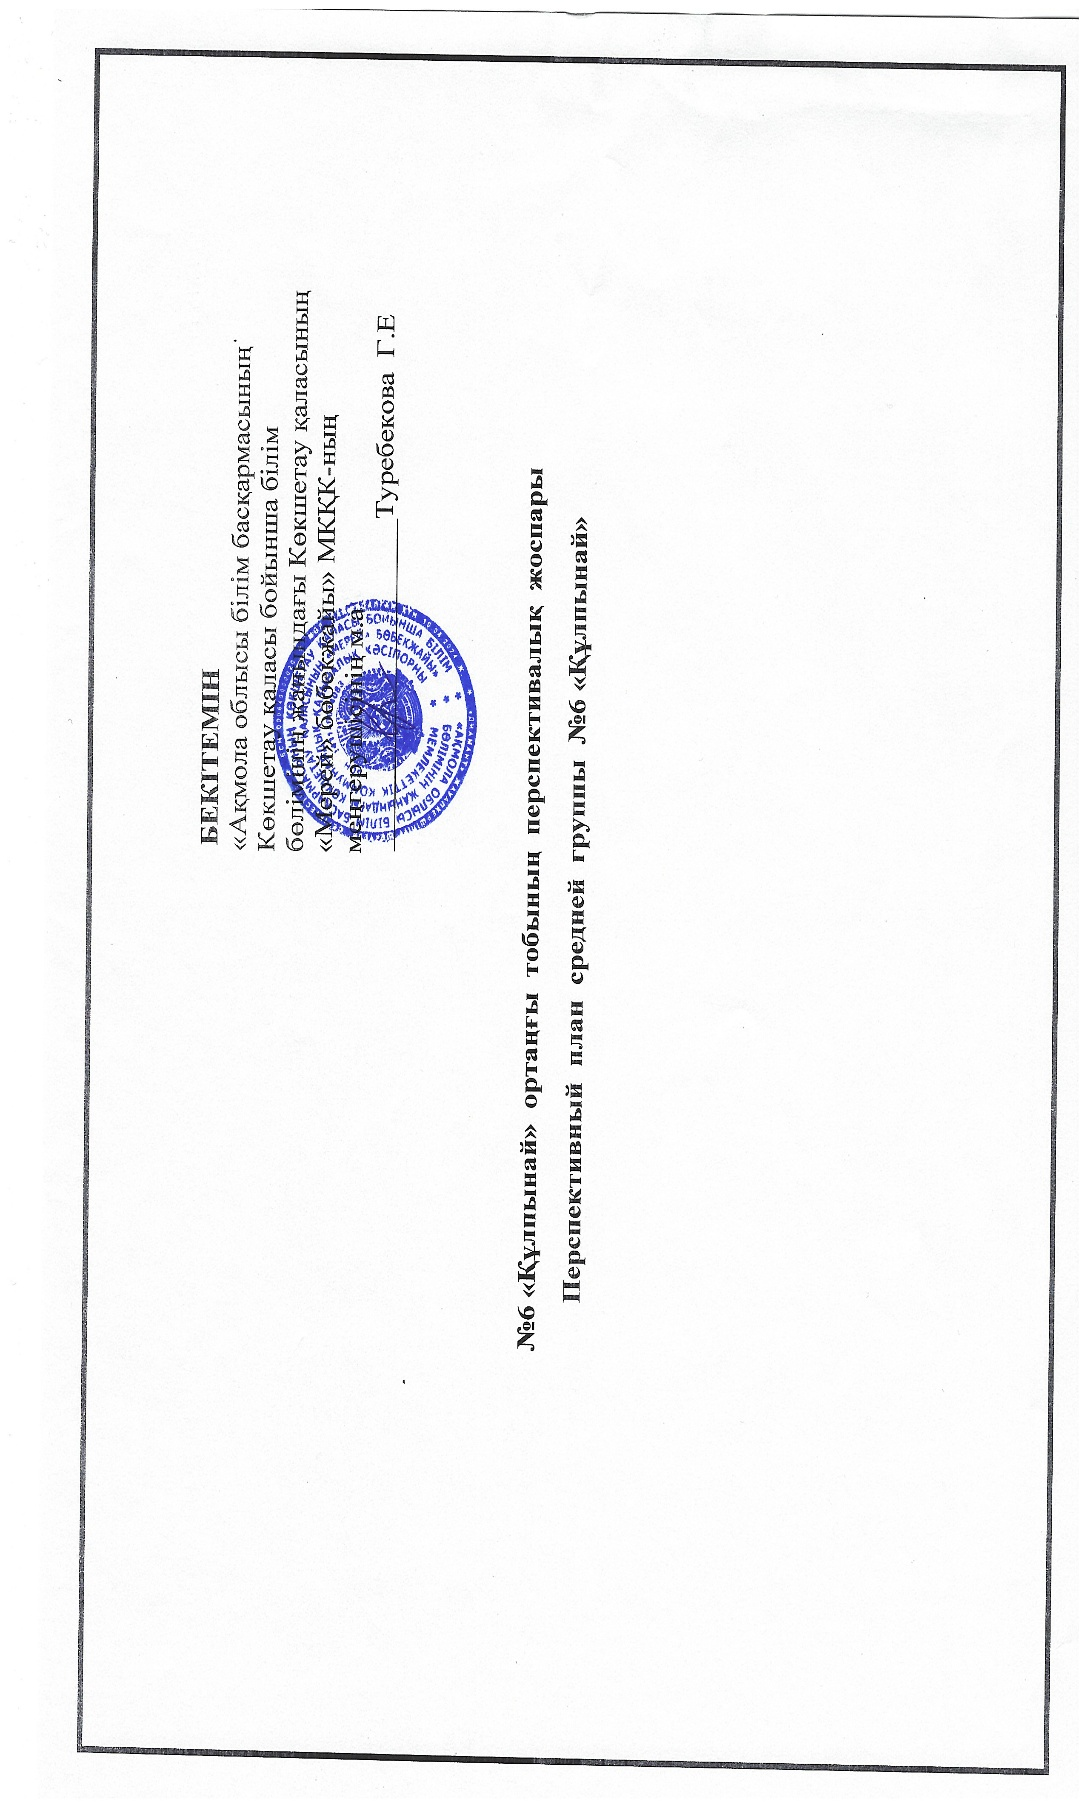 БЕКІТЕМІН
«Ақмола облысы білім басқармасының
Көкшетау қаласы бойынша білім
бөлімінің жанындағы Көкшетау қаласының
«Мерей» бөбекжайы» МКҚК-ның
меңгерушісінің м.а
Туребекова Г.Е
№6 «Құлпынай» ортаңғы тобының перспективалық жоспары
Перспективный план средней группы №6 «Құлпынай»